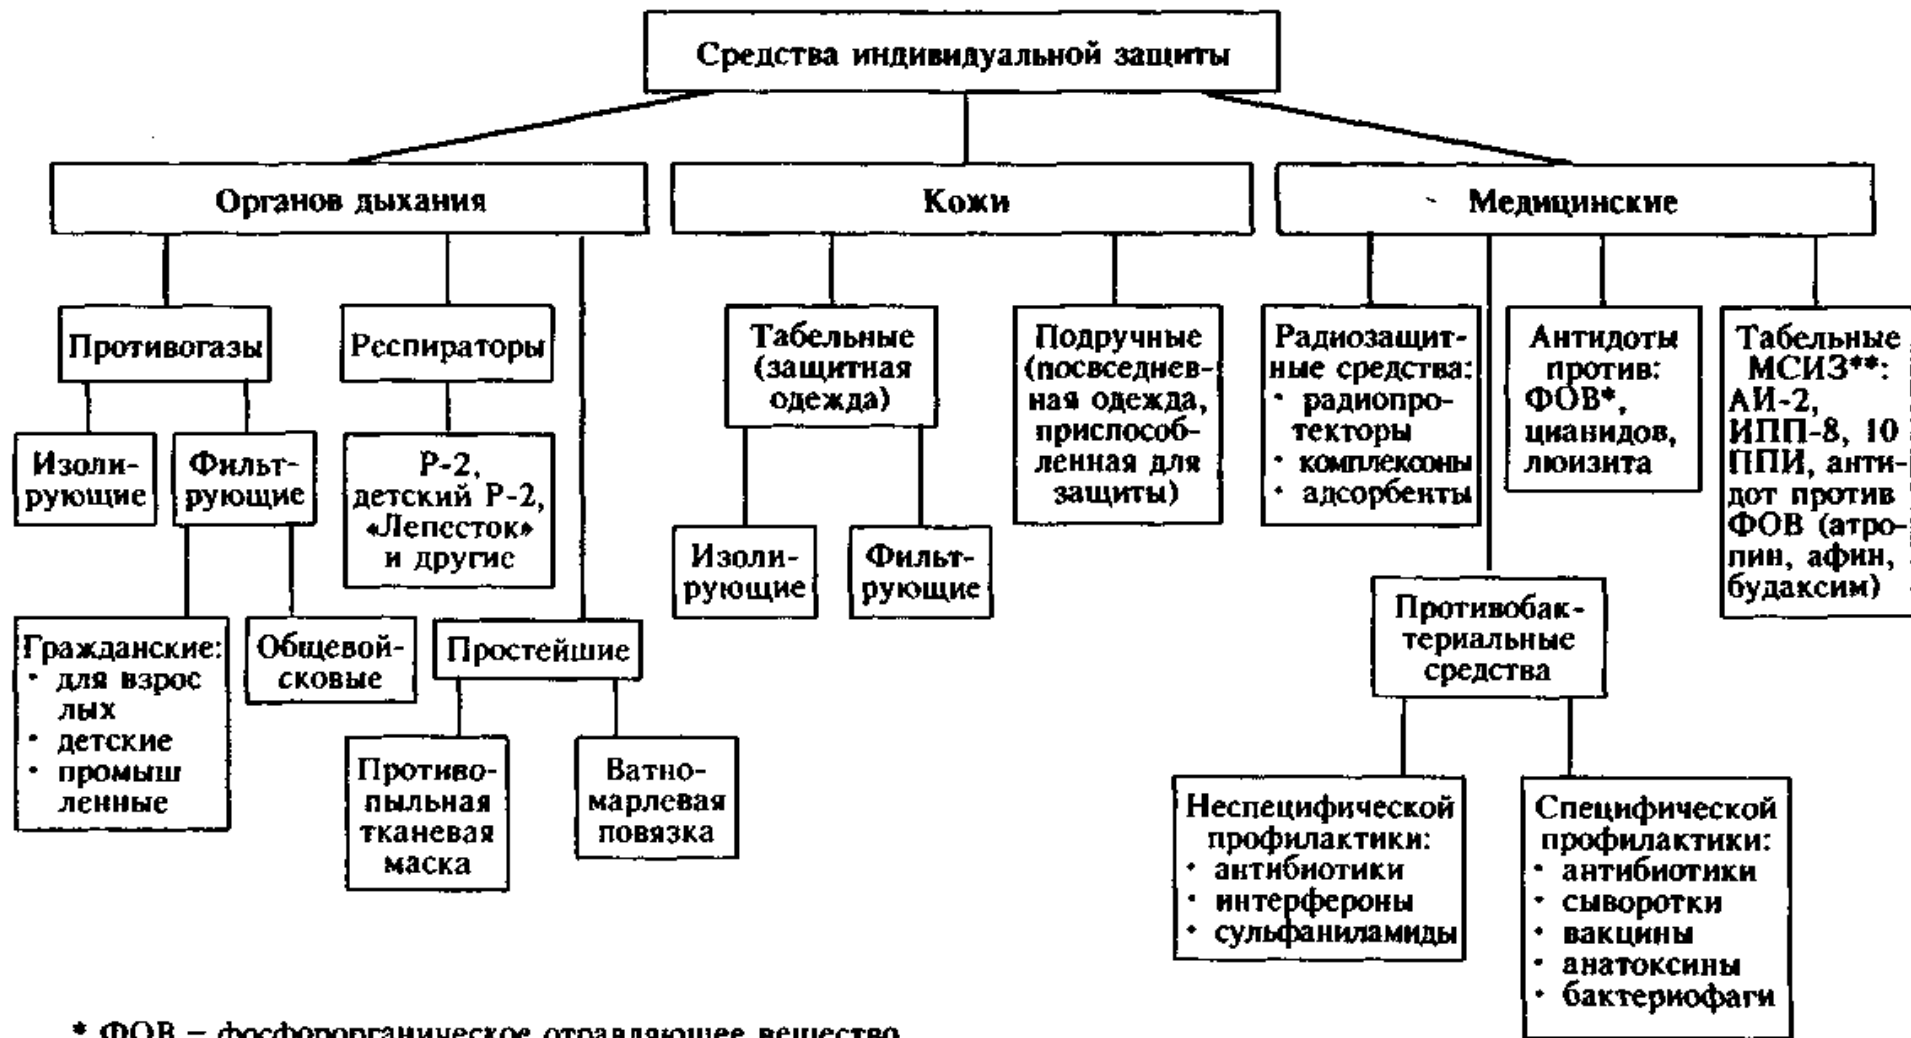 Средства индивидуальной защиты
Органов дыхания
Кожи
Медицинские
Противогазы
Респираторы
Изоли-
рующие
Фильт-
рующие
Р-2,
детский Р-2,
«Лепесток»
и другие
Гражданские:
• для взрос
лых
• детские
• промыш
ленные
Общевой-
сковые
Простейшие
Противо-
пыльная
тканевая
маска
Ватно-
марлевая
повязка
Табельные
(защитная
одежда)
Подручные
(посвседнев-
ная одежда,
приспособ-
ленная для
защиты)
Изоли-
рующие
Фильт-
рующие
Радиозащит-
ные средства:
• радиопро-
текторы
• комплексоны
• адсорбенты
Антидоты
против:
ФОВ*,
цианидов,
люизита
Табельные
МСИЗ**:
АИ-2,
ИПП-8, 10
ППИ, анти-
дот против
ФОВ (атро-
пин, афин,
будаксим)
Противобак-
териальные
средства
Неспецифической
профилактики:
• антибиотики
• интерфероны
• сульфаниламиды
Специфической
профилактики:
• антибиотики
• сыворотки
• вакцины
• анатоксины
• бактериофаги
* ФОВ – фосфорорганическое отравляющее вещество